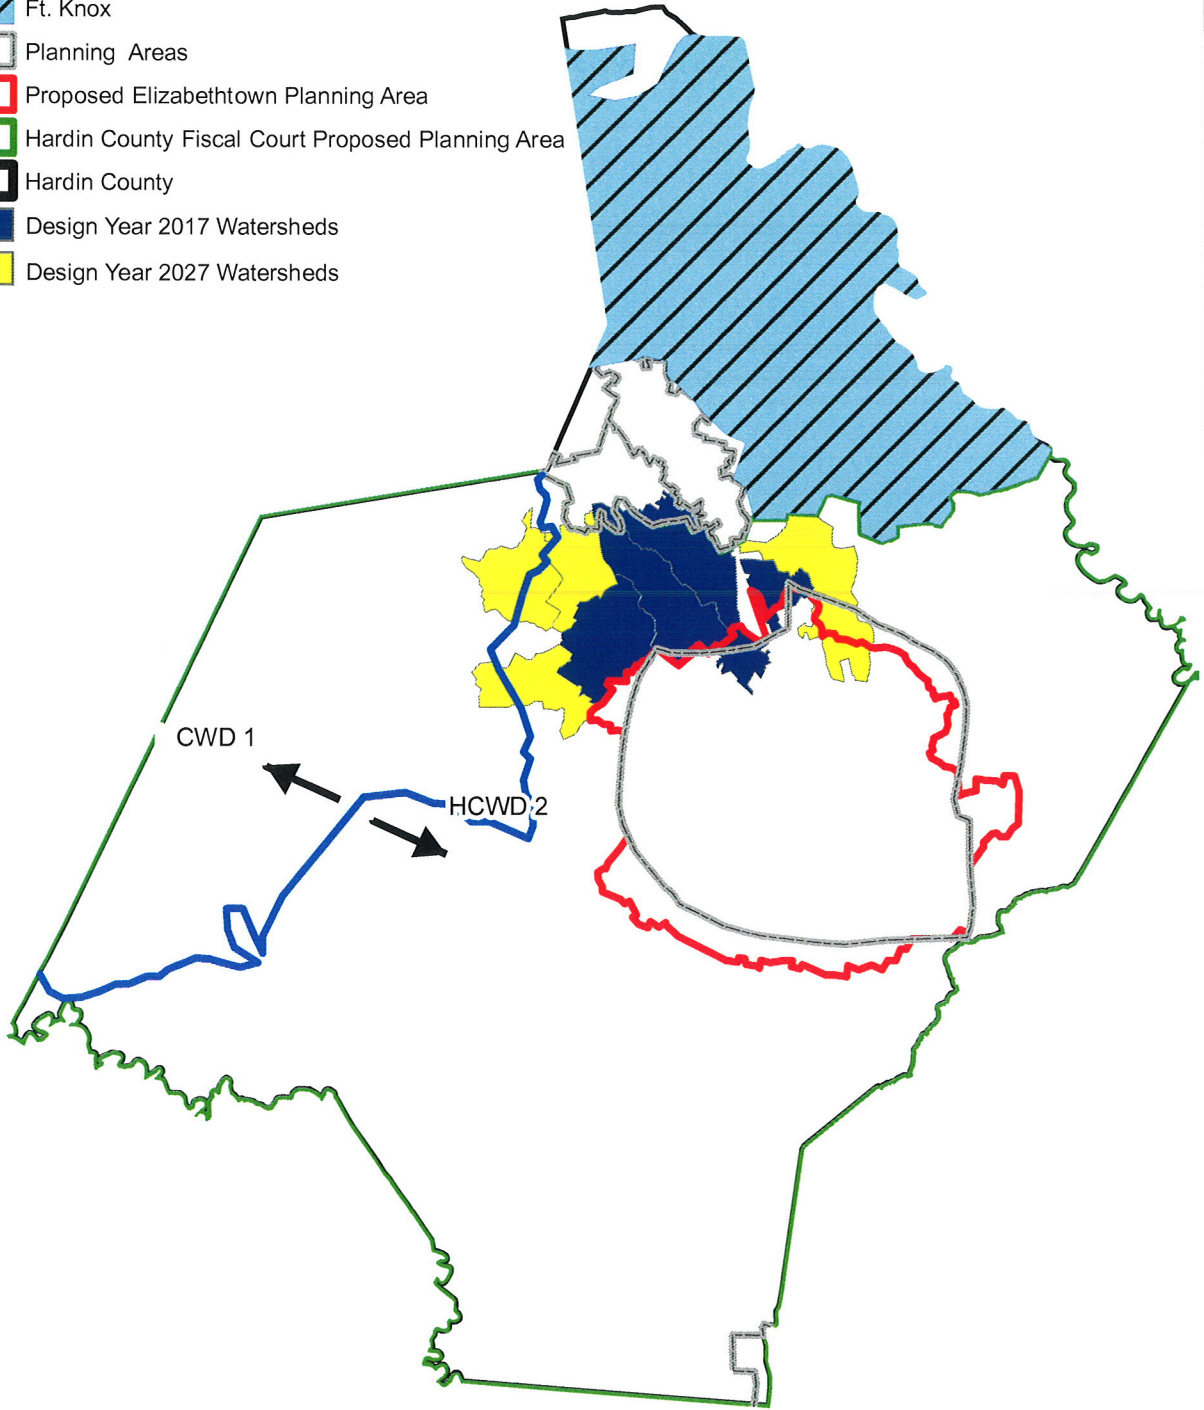 Ft. Knox
Planning Areas
Proposed Elizabethtown Planning Area
Hardin County Fiscal Court Proposed Planning Area
Hardin County
Design Year 2017 Watersheds
Design Year 2027 Watersheds
CWD 1
HCWD 2